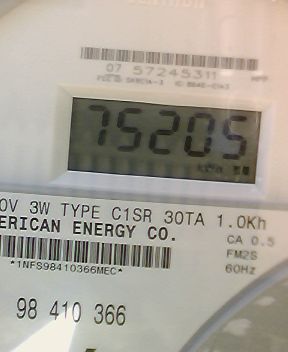 07 57245311
75205
0V 3W TYPE C1SR 30TA 1.0Kh
ERICAN ENERGY CO.
CA 0.5
*1NFS98410366MEC*
FM2S
60Hz
98 410 366